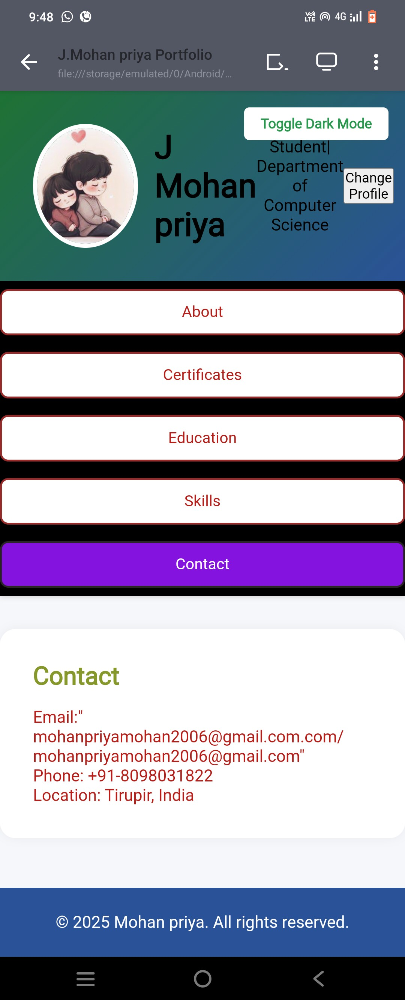 9:48
Vo) LTE 4G
J.Mohan priya Portfolio
file:///storage/emulated/0/Android/...
Toggle Dark Mode
J
Mohan
priya
Student|
Department
of
Computer
Science
Change
Profile
About
Certificates
Education
Skills
Contact
Contact
Email:"
mohanpriyamohan2006@gmail.com.com/
mohanpriyamohan2006@gmail.com"
Phone: +91-8098031822
Location: Tirupir, India
© 2025 Mohan priya. All rights reserved.